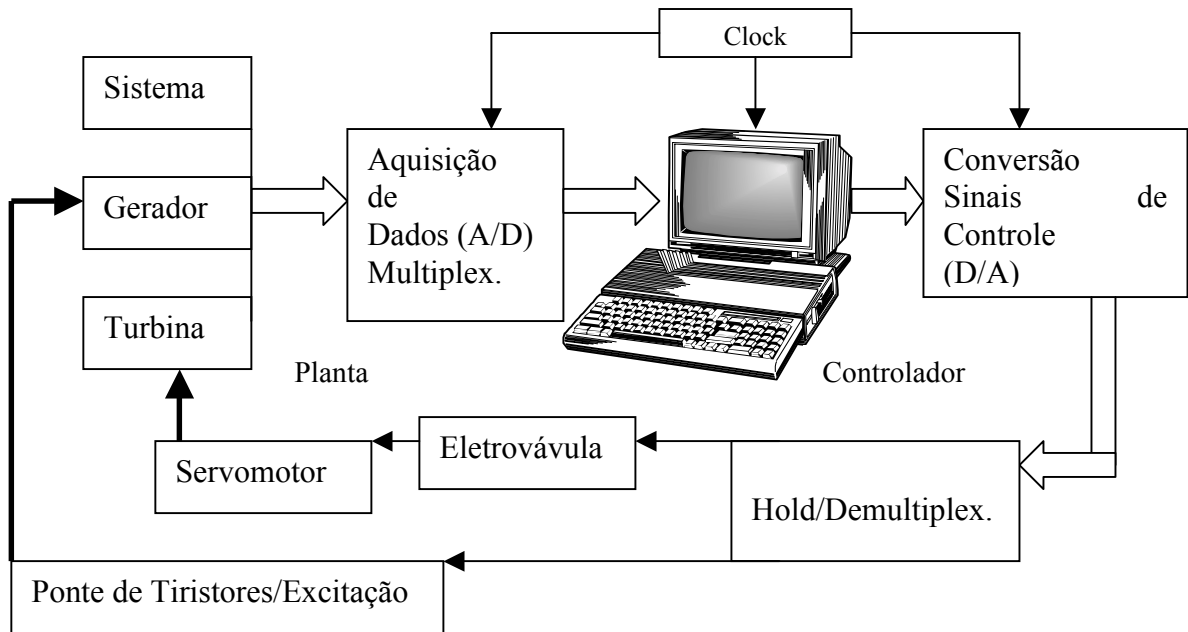 Clock
Sistema
Gerador
Turbina
Aquisição
de
Dados (A/D)
Multiplex.
Conversão
Sinais de
Controle
(D/A)
Planta
Controlador
Servomotor
Eletrovávula
Hold/Demultiplex.
Ponte de Tiristores/Excitação